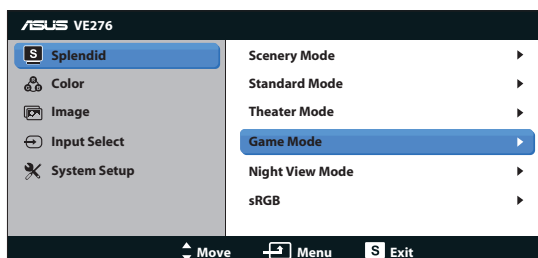 ASUS VE276
S Splendid
Color
Image
Input Select
System Setup
Scenery Mode
Standard Mode
Theater Mode
Game Mode
Night View Mode
sRGB
Move Menu S Exit